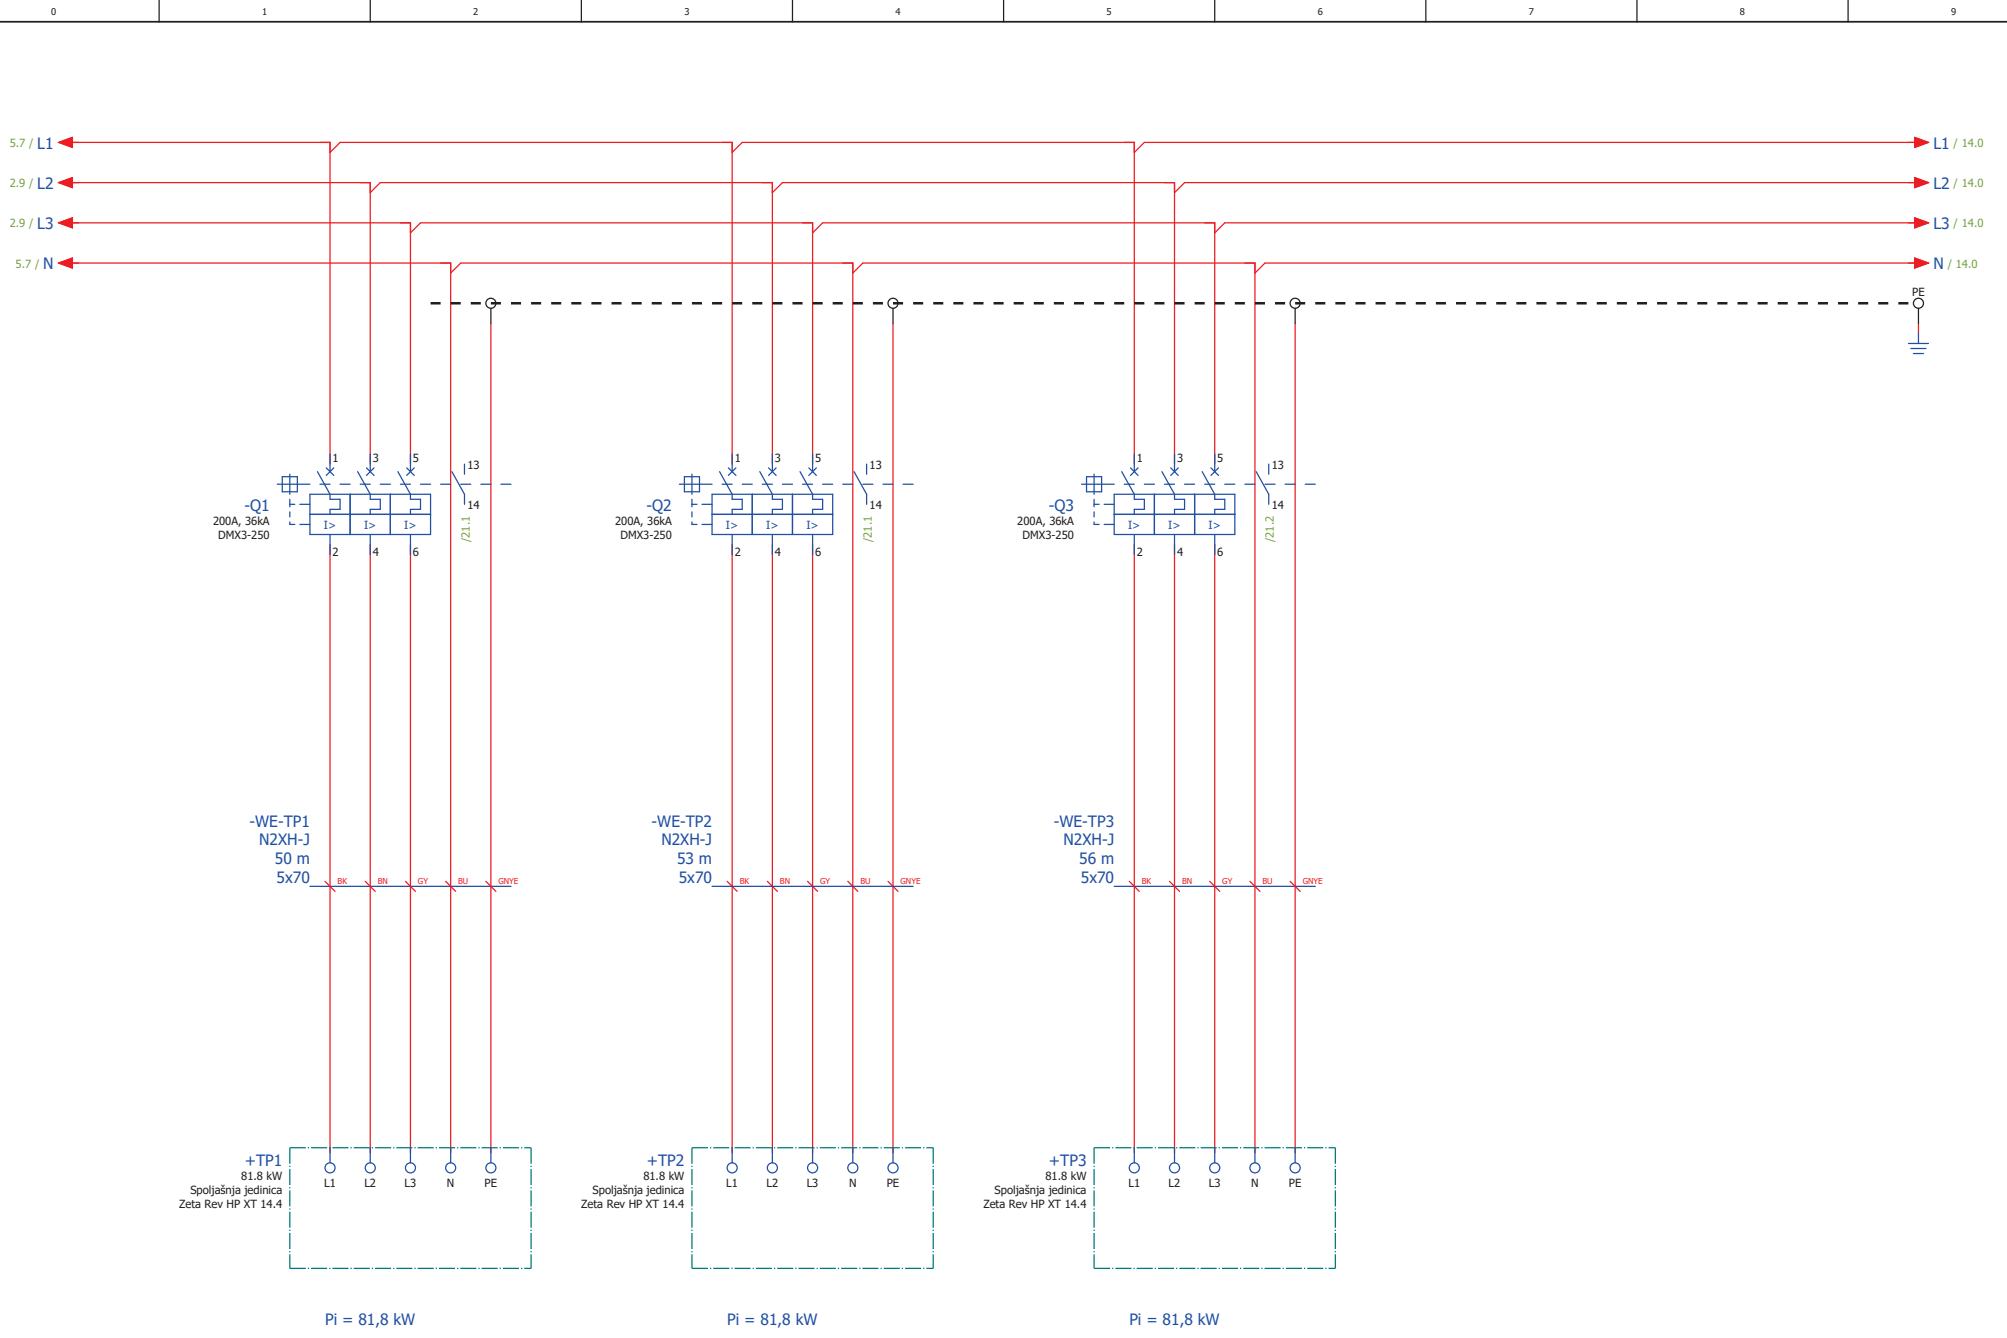 0 1 2 3 4 5 6 7 8 9
5.7 / L1 L1 / 14.0
2.9 / L2 L2 / 14.0
2.9 / L3 L3 / 14.0
5.7 / N N / 14.0
PE
1 3 5 13
-Q1 14
200A, 36kA
DMX3-250
I> I> I>
/21.1
2 4 6
1 3 5 13
-Q2 14
200A, 36kA
DMX3-250
I> I> I>
/21.1
2 4 6
1 3 5 13
-Q3 14
200A, 36kA
DMX3-250
I> I> I>
/21.2
2 4 6
-WE-TP1
N2XH-J
50 m
5x70
BK BN GY BU GNYE
-WE-TP2
N2XH-J
53 m
5x70
BK BN GY BU GNYE
-WE-TP3
N2XH-J
56 m
5x70
BK BN GY BU GNYE
+TP1
81.8 kW
Spoljašnja jedinica
Zeta Rev HP XT 14.4
L1 L2 L3 N PE
+TP2
81.8 kW
Spoljašnja jedinica
Zeta Rev HP XT 14.4
L1 L2 L3 N PE
+TP3
81.8 kW
Spoljašnja jedinica
Zeta Rev HP XT 14.4
L1 L2 L3 N PE
Pi = 81,8 kW Pi = 81,8 kW Pi = 81,8 kW